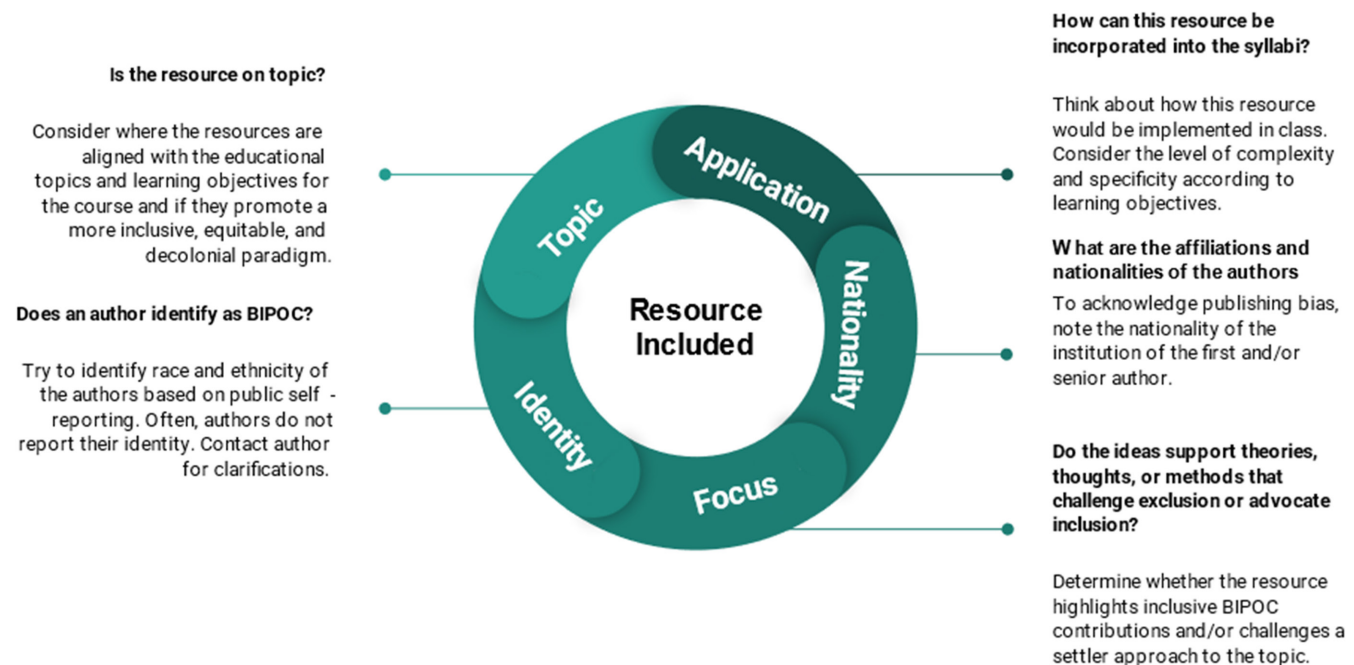 Is the resource on topic?
Consider where the resources are
aligned with the educational
topics and learning objectives for
the course and if they promote a
more inclusive, equitable, and
decolonial paradigm.
Does an author identify as BIPOC?
Try to identify race and ethnicity of
the authors based on public self -
reporting. Often, authors do not
report their identity. Contact author
for clarifications.
Topic
Application
Nationality
Focus
Identity
Resource
Included
How can this resource be
incorporated into the syllabi?
Think about how this resource
would be implemented in class.
Consider the level of complexity
and specificity according to
learning objectives.
W hat are the affiliations and
nationalities of the authors
To acknowledge publishing bias,
note the nationality of the
institution of the first and/or
senior author.
Do the ideas support theories,
thoughts, or methods that
challenge exclusion or advocate
inclusion?
Determine whether the resource
highlights inclusive BIPOC
contributions and/or challenges a
settler approach to the topic.